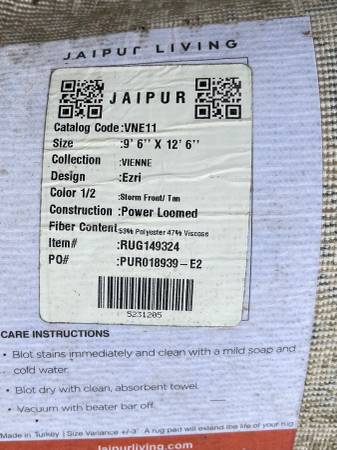 JAIPUR LIVING
JAIPUR
Catalog Code :VNE11
Size :9' 6'' X 12' 6''
Collection :VIENNE
Design :Ezri
Color 1/2 :Storm Front/ Tan
Construction :Power Loomed
Fiber Content :53% Polyester 47% Viscose
Item# :RUG149324
PO# :PUR018939-E2
5231205
CARE INSTRUCTIONS
• Blot stains immediately and clean with a mild soap and
cold water.
• Blot dry with clean, absorbent towel.
• Vacuum with beater bar off.
Made in Turkey | Size Variance +/-3" A rug pad will extend the life of your rug
jaipurliving.com